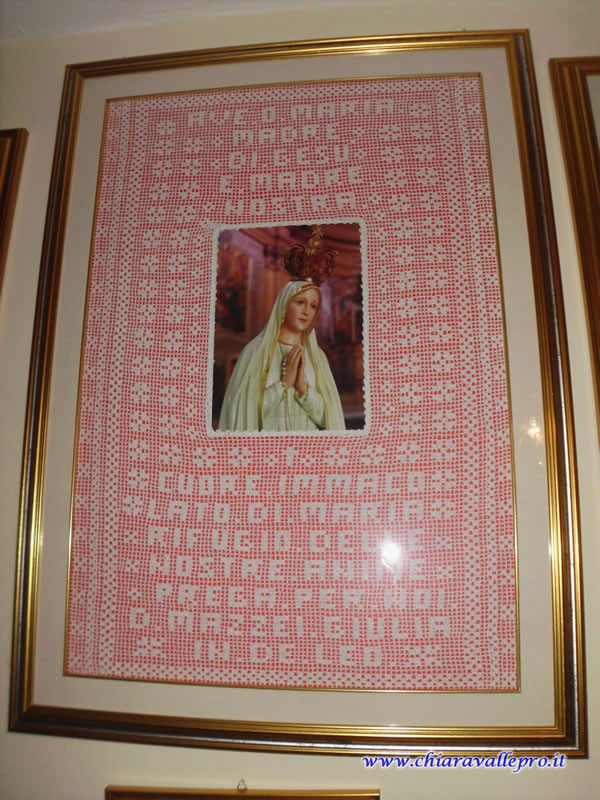 AVE.O.MARIA
MADRE
DI.GESU,
E.MADRE
NOSTRA
CUORE.IMMACO
LATO.DI.MARIA
RIFUGIO.DELLE
NOSTRE.ANIME
PREGA.PER.NOI.
D.MAZZEI.GIULIA
IN.DE.LEO
www.chiaravallepro.it